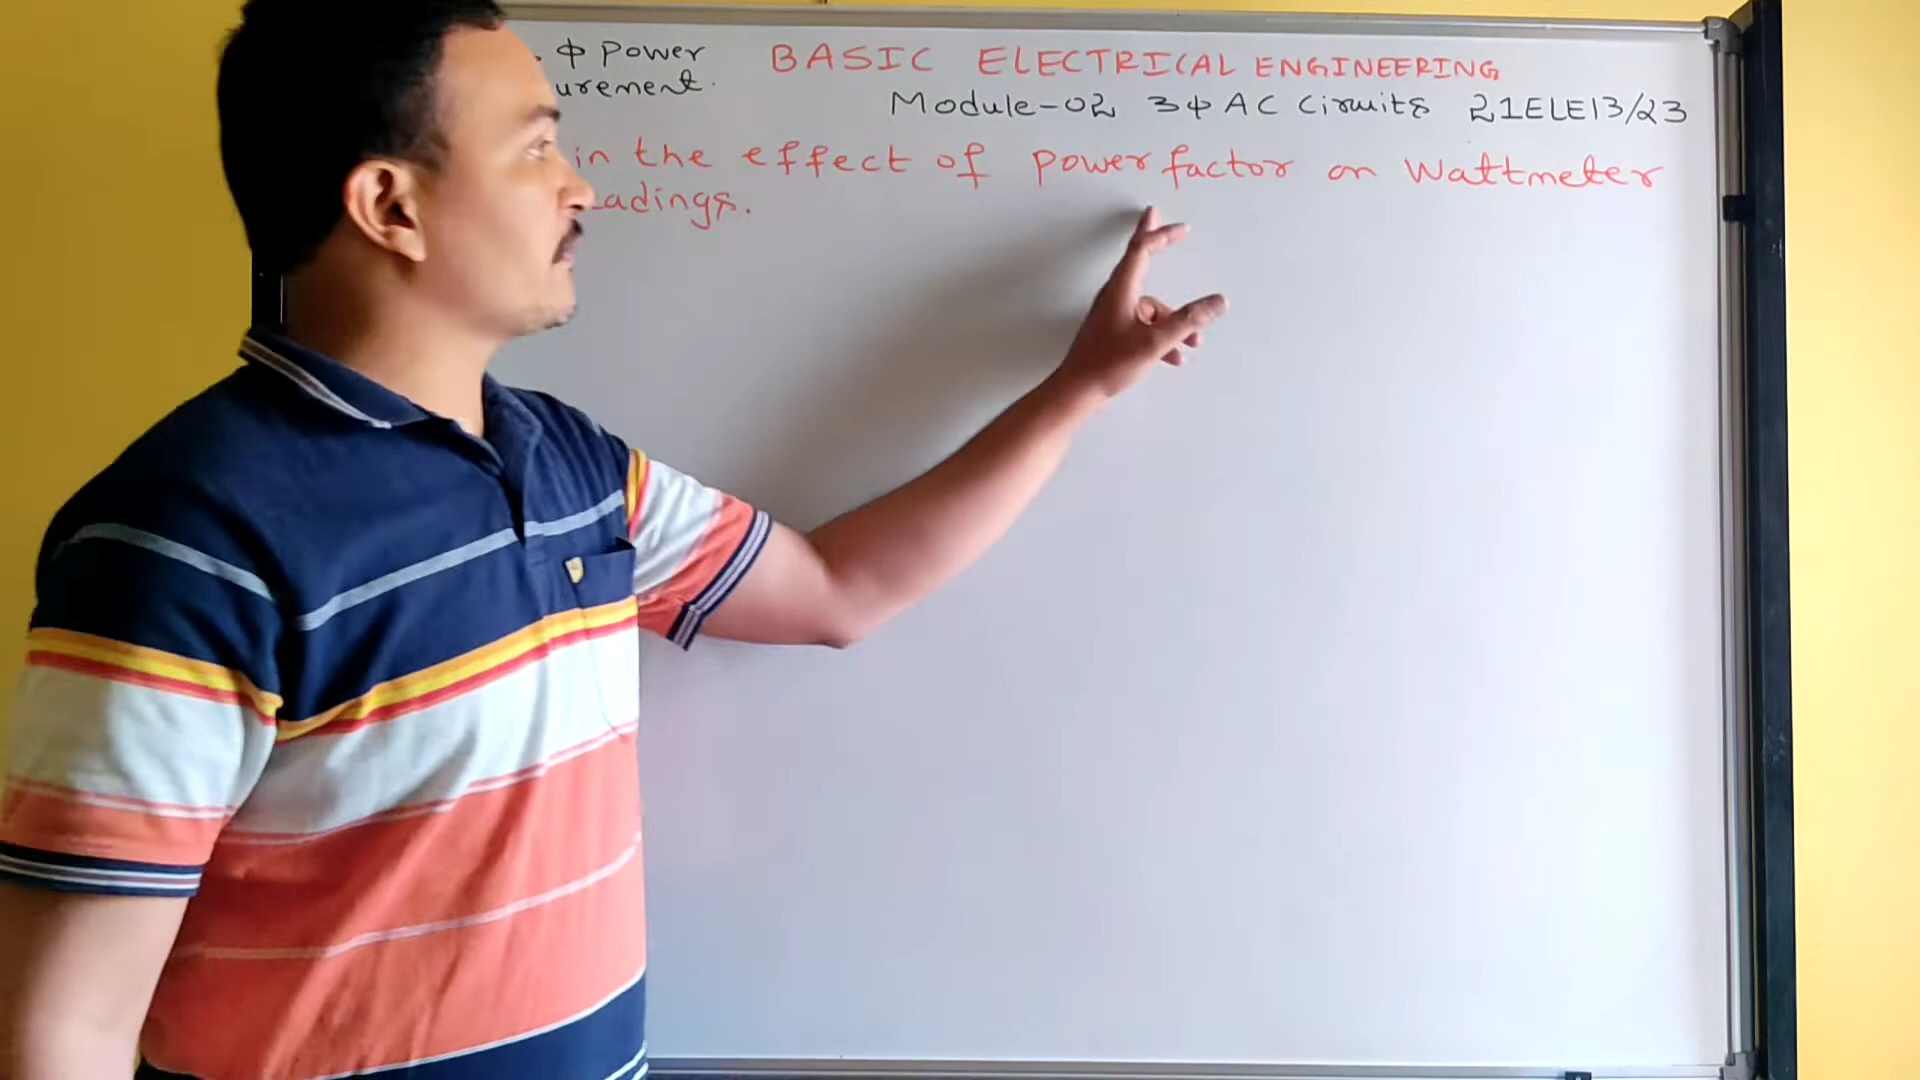 ɸ Power BASIC ELECTRICAL ENGINEERING
urement. Module-02 3ɸ AC Circuits 21ELE13/23
in the effect of power factor on Wattmeter
adings.